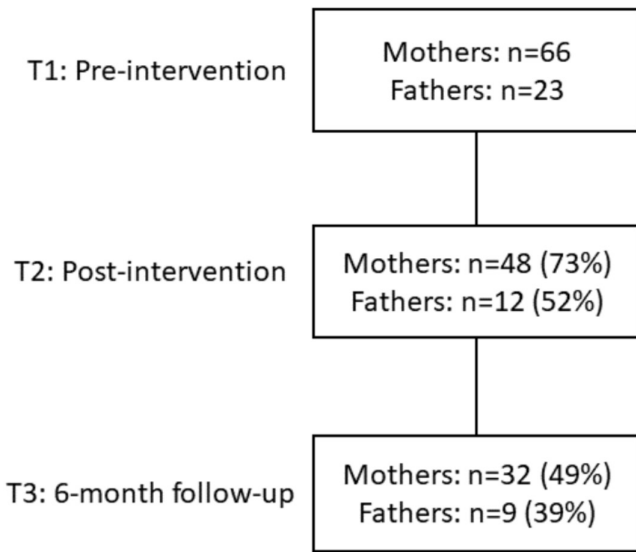 T1: Pre-intervention
Mothers: n=66
Fathers: n=23
T2: Post-intervention
Mothers: n=48 (73%)
Fathers: n=12 (52%)
T3: 6-month follow-up
Mothers: n=32 (49%)
Fathers: n=9 (39%)